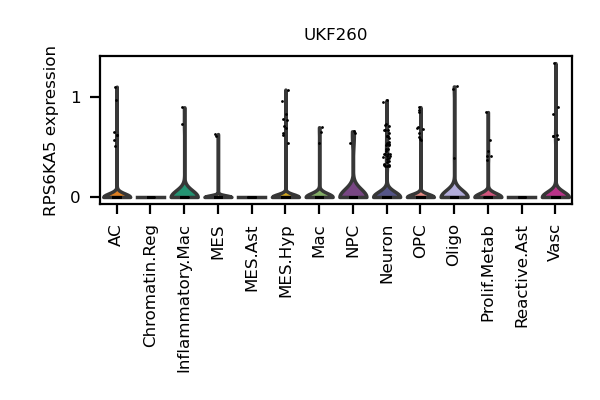 UKF260
RPS6KA5 expression
1
0
AC
Chromatin.Reg
Inflammatory.Mac
MES
MES.Ast
MES.Hyp
Mac
NPC
Neuron
OPC
Oligo
Prolif.Metab
Reactive.Ast
Vasc